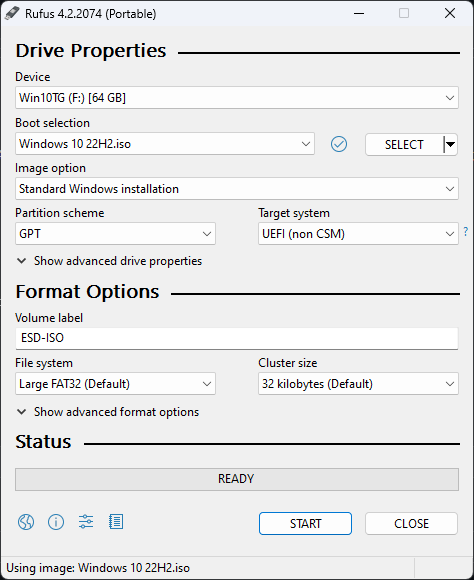 Rufus 4.2.2074 (Portable)
Drive Properties
Device
Win10TG (F:) [64 GB]
Boot selection
Windows 10 22H2.iso
SELECT
Image option
Standard Windows installation
Partition scheme
Target system
GPT
UEFI (non CSM)
?
Show advanced drive properties
Format Options
Volume label
ESD-ISO
File system
Cluster size
Large FAT32 (Default)
32 kilobytes (Default)
Show advanced format options
Status
READY
START
CLOSE
Using image: Windows 10 22H2.iso